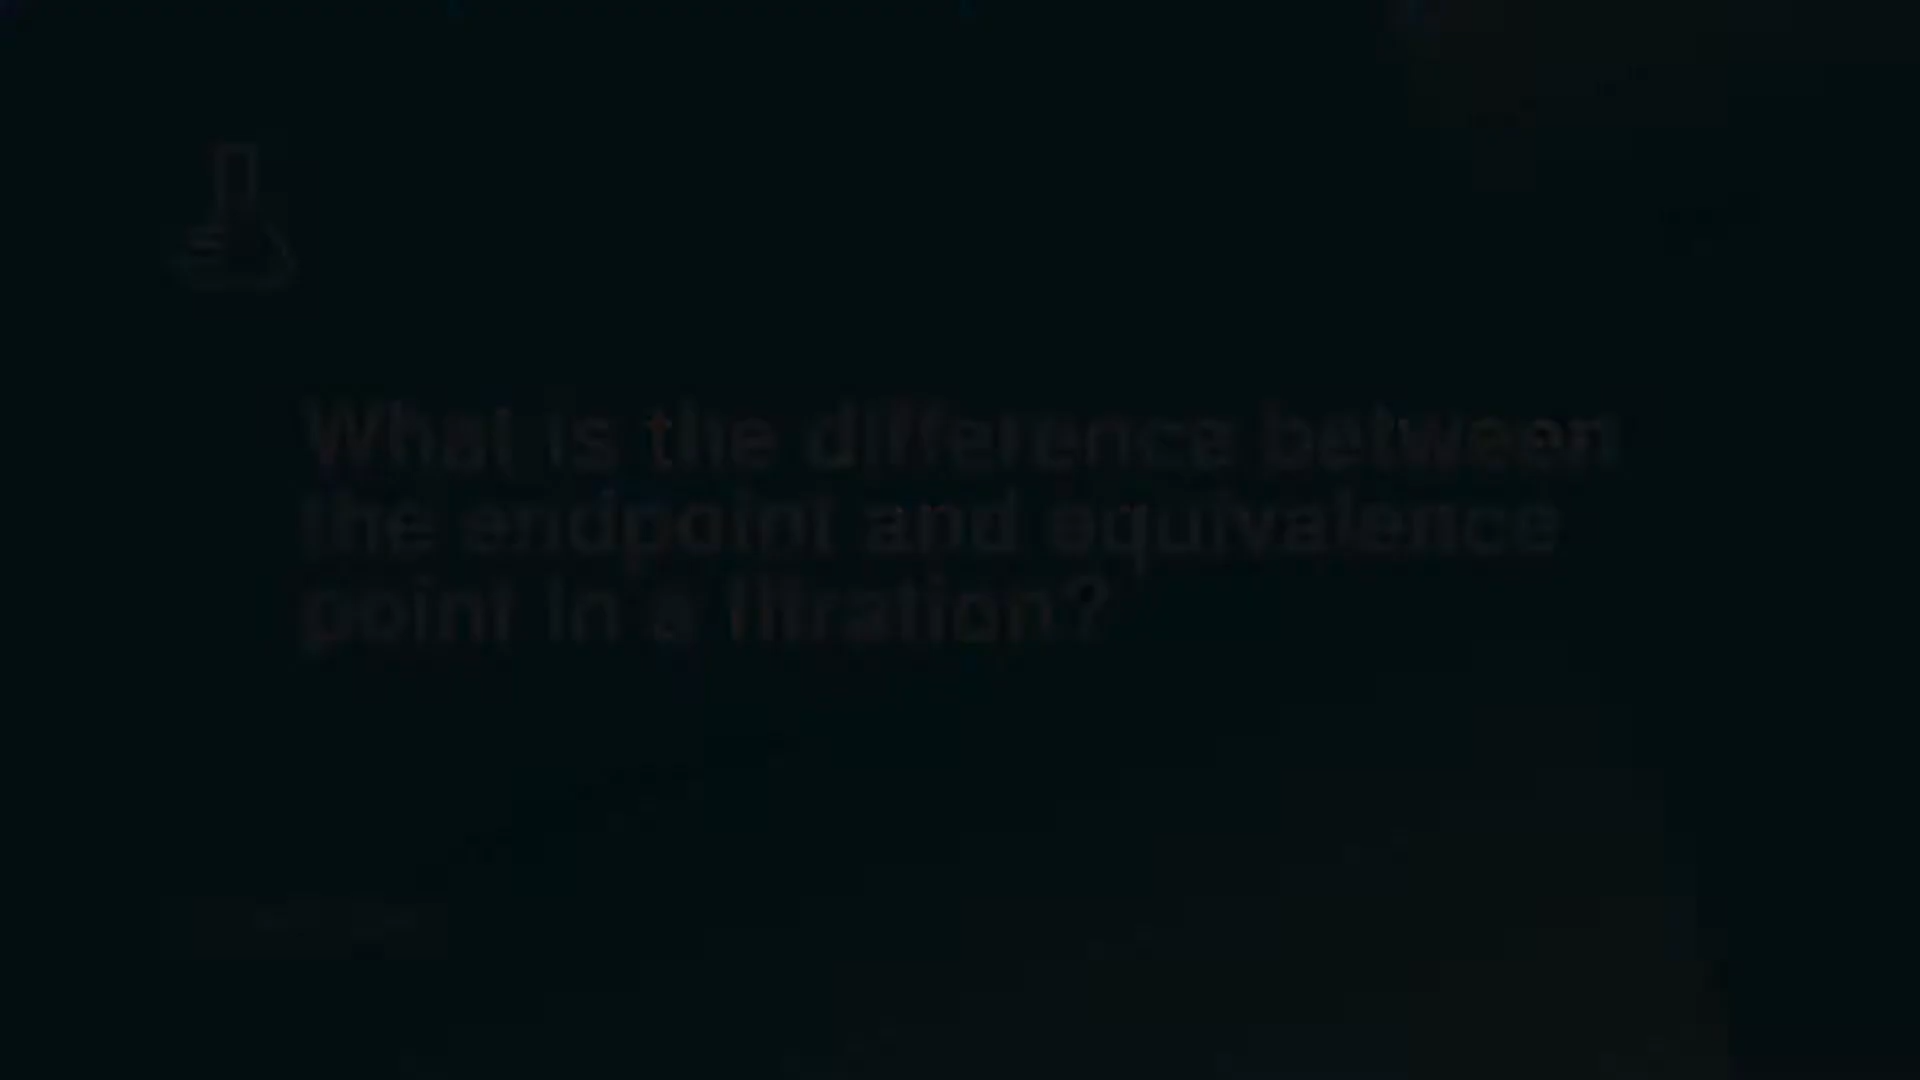 What is the difference between
the endpoint and equivalence
point in a titration?